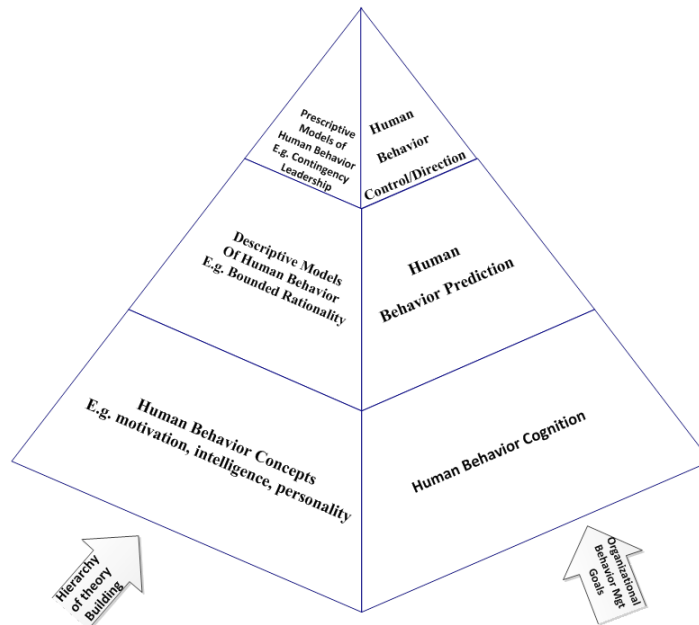 Prescriptive
Models of
Human Behavior
E.g. Contingency
Leadership
Human
Behavior
Control/Direction
Descriptive Models
Of Human Behavior
E.g. Bounded Rationality
Human
Behavior Prediction
Human Behavior Concepts
E.g. motivation, intelligence, personality
Human Behavior Cognition
Hierarchy
of theory
Building
Organizational
Behavior Mgt
Goals